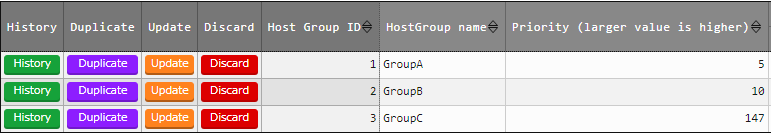 History Duplicate Update Discard Host Group ID HostGroup name Priority (larger value is higher)
History Duplicate Update Discard 1 GroupA 5
History Duplicate Update Discard 2 GroupB 10
History Duplicate Update Discard 3 GroupC 147